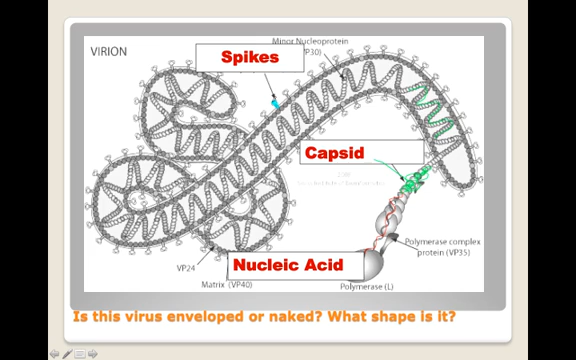 VIRION
Minor Nucleoprotein
(VP30)
Spikes
Capsid
Polymerase complex
protein (VP35)
VP24
Nucleic Acid
Matrix (VP40)
Polymerase (L)
Is this virus enveloped or naked? What shape is it?